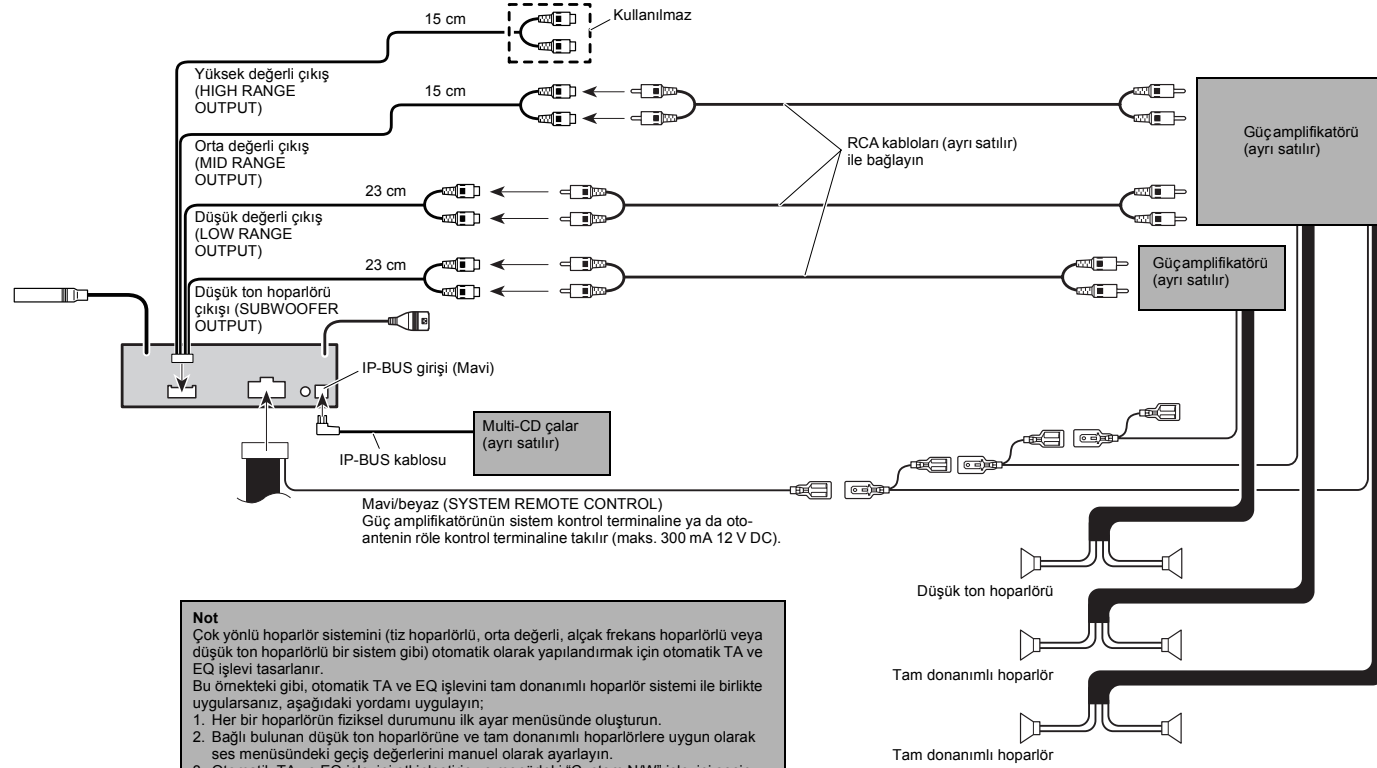 15 cm
Kullanılmaz
Yüksek değerli çıkış
(HIGH RANGE
OUTPUT)
15 cm
Orta değerli çıkış
(MID RANGE
OUTPUT)
RCA kabloları (ayrı satılır)
ile bağlayın
Güç amplifikatörü
(ayrı satılır)
23 cm
Düşük değerli çıkış
(LOW RANGE
OUTPUT)
23 cm
Güç amplifikatörü
(ayrı satılır)
Düşük ton hoparlörü
çıkışı (SUBWOOFER
OUTPUT)
IP-BUS girişi (Mavi)
Multi-CD çalar
(ayrı satılır)
IP-BUS kablosu
Mavi/beyaz (SYSTEM REMOTE CONTROL)
Güç amplifikatörünün sistem kontrol terminaline ya da oto-
antenin röle kontrol terminaline takılır (maks. 300 mA 12 V DC).
Düşük ton hoparlörü
Tam donanımlı hoparlör
Tam donanımlı hoparlör
Not
Çok yönlü hoparlör sistemini (tiz hoparlörlü, orta değerli, alçak frekans hoparlörlü veya
düşük ton hoparlörlü bir sistem gibi) otomatik olarak yapılandırmak için otomatik TA ve
EQ işlevi tasarlanır.
Bu örnekteki gibi, otomatik TA ve EQ işlevini tam donanımlı hoparlör sistemi ile birlikte
uygularsanız, aşağıdaki yordamı uygulayın;
1. Her bir hoparlörün fiziksel durumunu ilk ayar menüsünde oluşturun.
2. Bağlı bulunan düşük ton hoparlörüne ve tam donanımlı hoparlörlere uygun olarak
ses menüsündeki geçiş değerlerini manuel olarak ayarlayın.